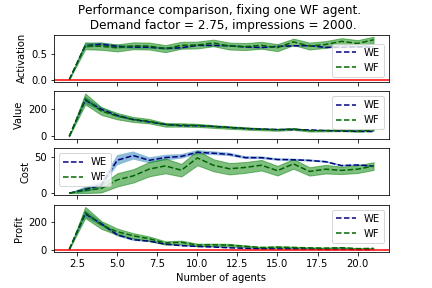 Performance comparison, fixing one WF agent.
Demand factor = 2.75, impressions = 2000.
Activation
0.5
0.0
WE
WF
Value
200
0
WE
WF
Cost
50
0
WE
WF
Profit
200
0
WE
WF
2.5 5.0 7.5 10.0 12.5 15.0 17.5 20.0
Number of agents